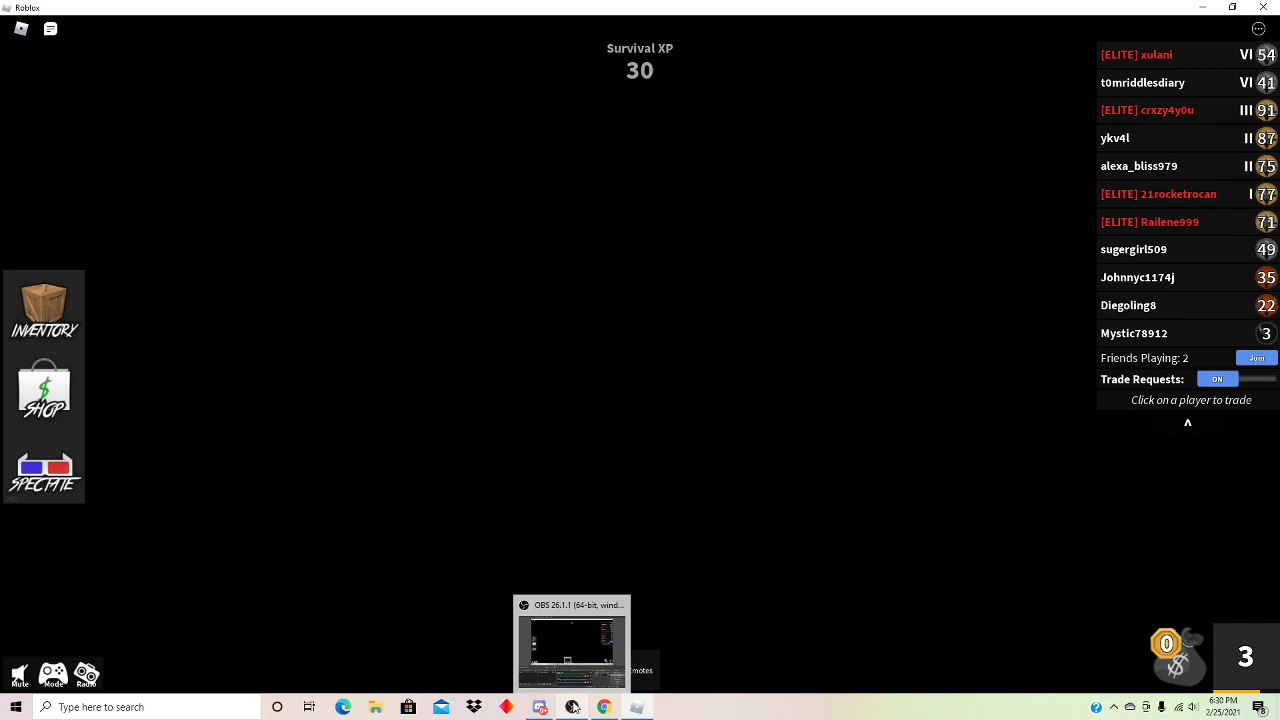 Roblox
Survival XP
30
[ELITE] xulani VI 54
t0mriddlesdiary VI 41
[ELITE] crxzy4y0u III 91
ykv4l II 87
alexa_bliss979 II 75
[ELITE] 21rocketrocan I 77
[ELITE] Railene999 71
sugergirl509 49
Johnnyc1174j 35
Diegoling8 22
Mystic78912 3
Friends Playing: 2 Join
Trade Requests: ON
Click on a player to trade
^
INVENTORY
$
SHOP
SPECTATE
OBS 26.1.1 (64-bit, wind...
Emotes
Mute Mode Radio
0
$
3
Type here to search
6:30 PM
2/25/2021